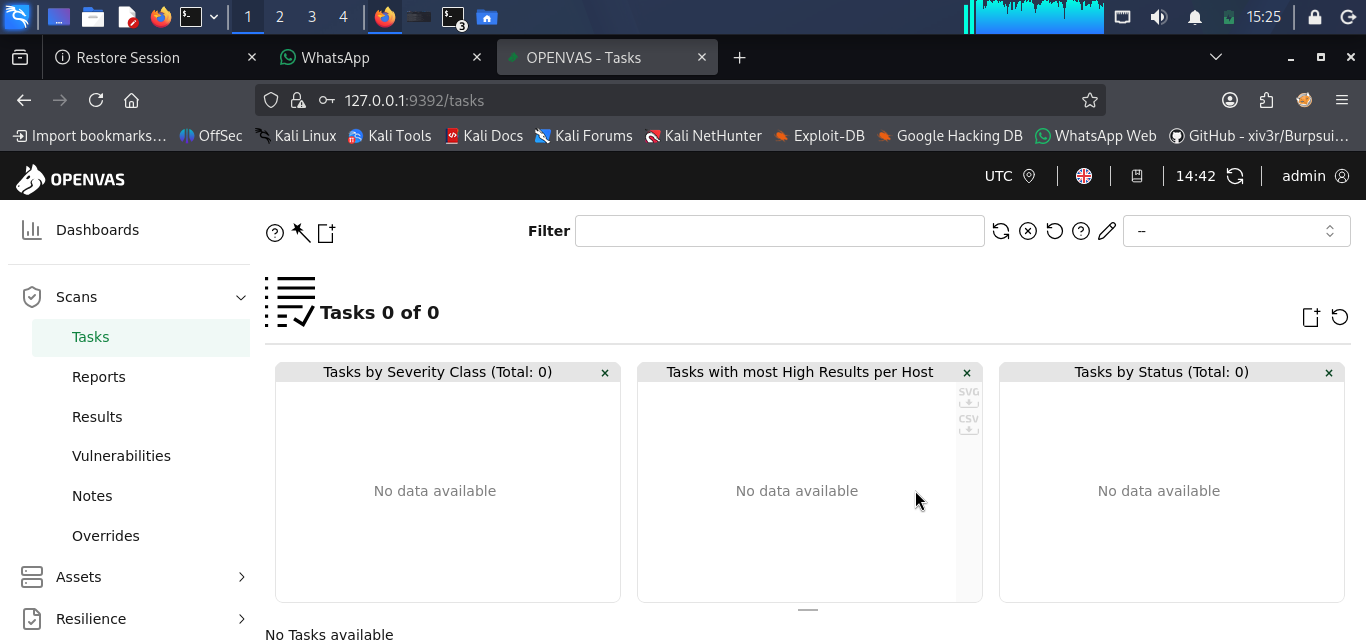 1 2 3 4 3 15:25
Restore Session WhatsApp OPENVAS - Tasks
127.0.0.1:9392/tasks
Import bookmarks... OffSec Kali Linux Kali Tools Kali Docs Kali Forums Kali NetHunter Exploit-DB Google Hacking DB WhatsApp Web GitHub - xiv3r/Burpsui...
OPENVAS UTC 14:42 admin
Dashboards
Filter --
Scans
Tasks 0 of 0
Tasks
Reports
Results
Vulnerabilities
Notes
Overrides
Assets
Resilience
Tasks by Severity Class (Total: 0)
No data available
Tasks with most High Results per Host
SVG
CSV
No data available
Tasks by Status (Total: 0)
No data available
No Tasks available